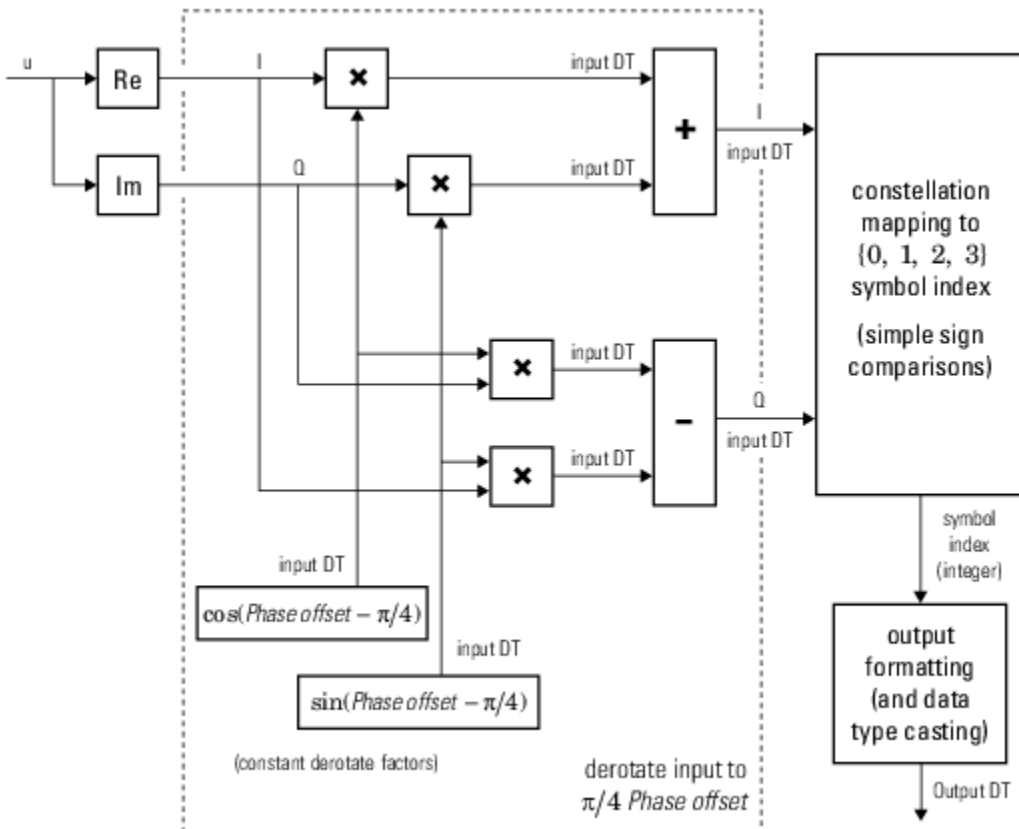 u
Re
I
×
input DT
+
I
input DT
Im
Q
×
input DT
constellation
mapping to
{0, 1, 2, 3}
symbol index
(simple sign
comparisons)
×
input DT
−
Q
input DT
×
input DT
symbol
index
(integer)
input DT
cos(Phase offset − π/4)
input DT
sin(Phase offset − π/4)
(constant derotate factors)
derotate input to
π/4 Phase offset
output
formatting
(and data
type casting)
Output DT